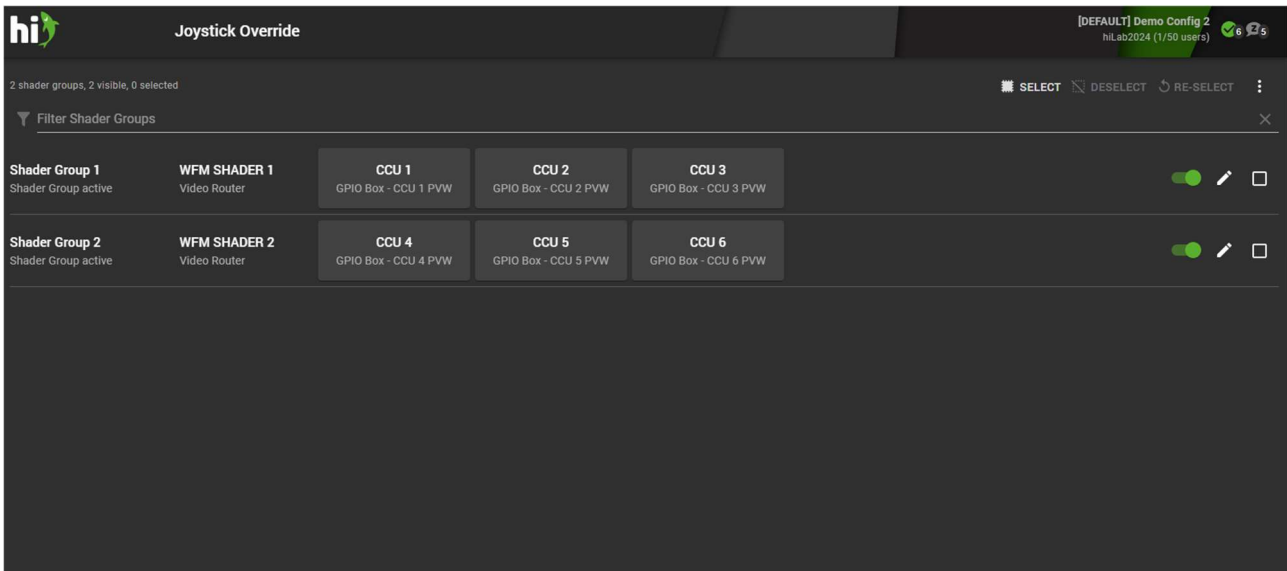 hi
Joystick Override
[DEFAULT] Demo Config 2
hiLab2024 (1/50 users)
6
5
2 shader groups, 2 visible, 0 selected
SELECT
DESELECT
RE-SELECT
Filter Shader Groups
Shader Group 1
Shader Group active
WFM SHADER 1
Video Router
CCU 1
GPIO Box - CCU 1 PVW
CCU 2
GPIO Box - CCU 2 PVW
CCU 3
GPIO Box - CCU 3 PVW
Shader Group 2
Shader Group active
WFM SHADER 2
Video Router
CCU 4
GPIO Box - CCU 4 PVW
CCU 5
GPIO Box - CCU 5 PVW
CCU 6
GPIO Box - CCU 6 PVW